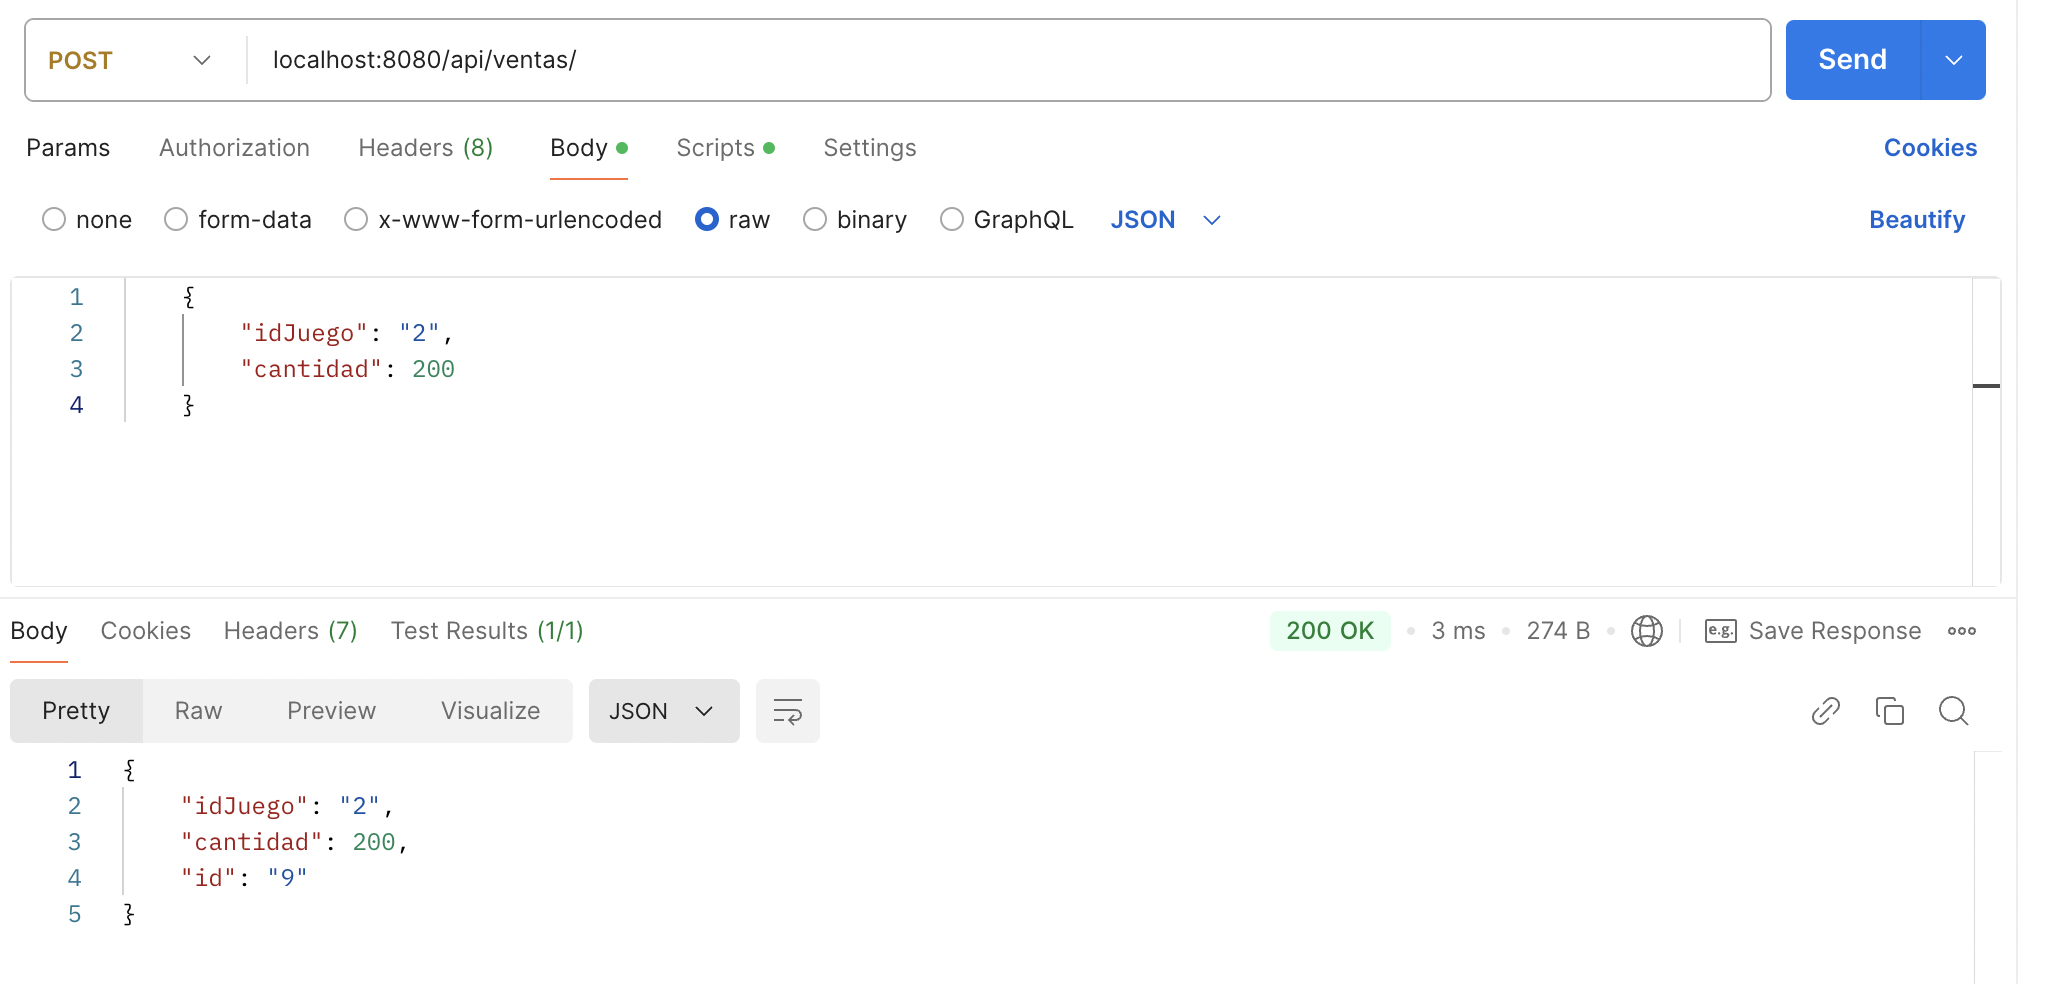 POST localhost:8080/api/ventas/ Send
Params Authorization Headers (8) Body Scripts Settings Cookies
none form-data x-www-form-urlencoded raw binary GraphQL JSON Beautify
1 {
2 "idJuego": "2",
3 "cantidad": 200
4 }
Body Cookies Headers (7) Test Results (1/1) 200 OK 3 ms 274 B e.g. Save Response
Pretty Raw Preview Visualize JSON
1 {
2 "idJuego": "2",
3 "cantidad": 200,
4 "id": "9"
5 }